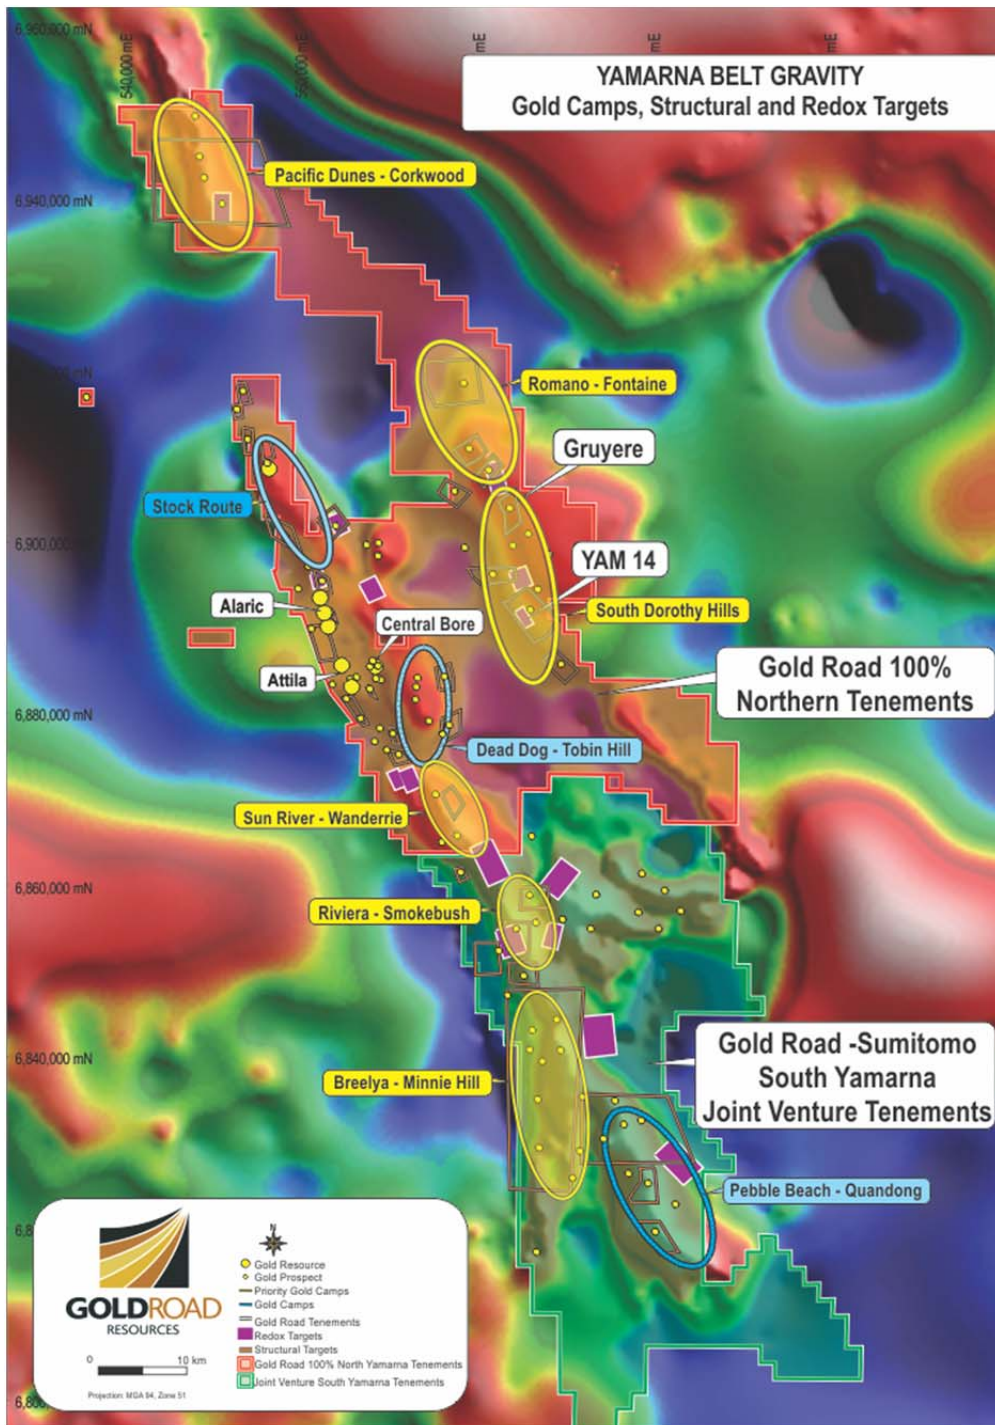 6,960,000 mN
540,000 mE
560,000 mE
mE
mE
mE
YAMARNA BELT GRAVITY
Gold Camps, Structural and Redox Targets
Pacific Dunes - Corkwood
6,940,000 mN
Romano - Fontaine
Gruyere
Stock Route
6,900,000 mN
YAM 14
Alaric
South Dorothy Hills
Central Bore
Attila
Gold Road 100%
Northern Tenements
6,880,000 mN
Dead Dog - Tobin Hill
Sun River - Wanderrie
6,860,000 mN
Riviera - Smokebush
6,840,000 mN
Gold Road -Sumitomo
South Yamarna
Joint Venture Tenements
Breelya - Minnie Hill
Pebble Beach - Quandong
N
GOLDROAD
RESOURCES
0 10 km
Projection: MGA 94, Zone 51
Gold Resource
Gold Prospect
Priority Gold Camps
Gold Camps
Gold Road Tenements
Redox Targets
Structural Targets
Gold Road 100% North Yamarna Tenements
Joint Venture South Yamarna Tenements